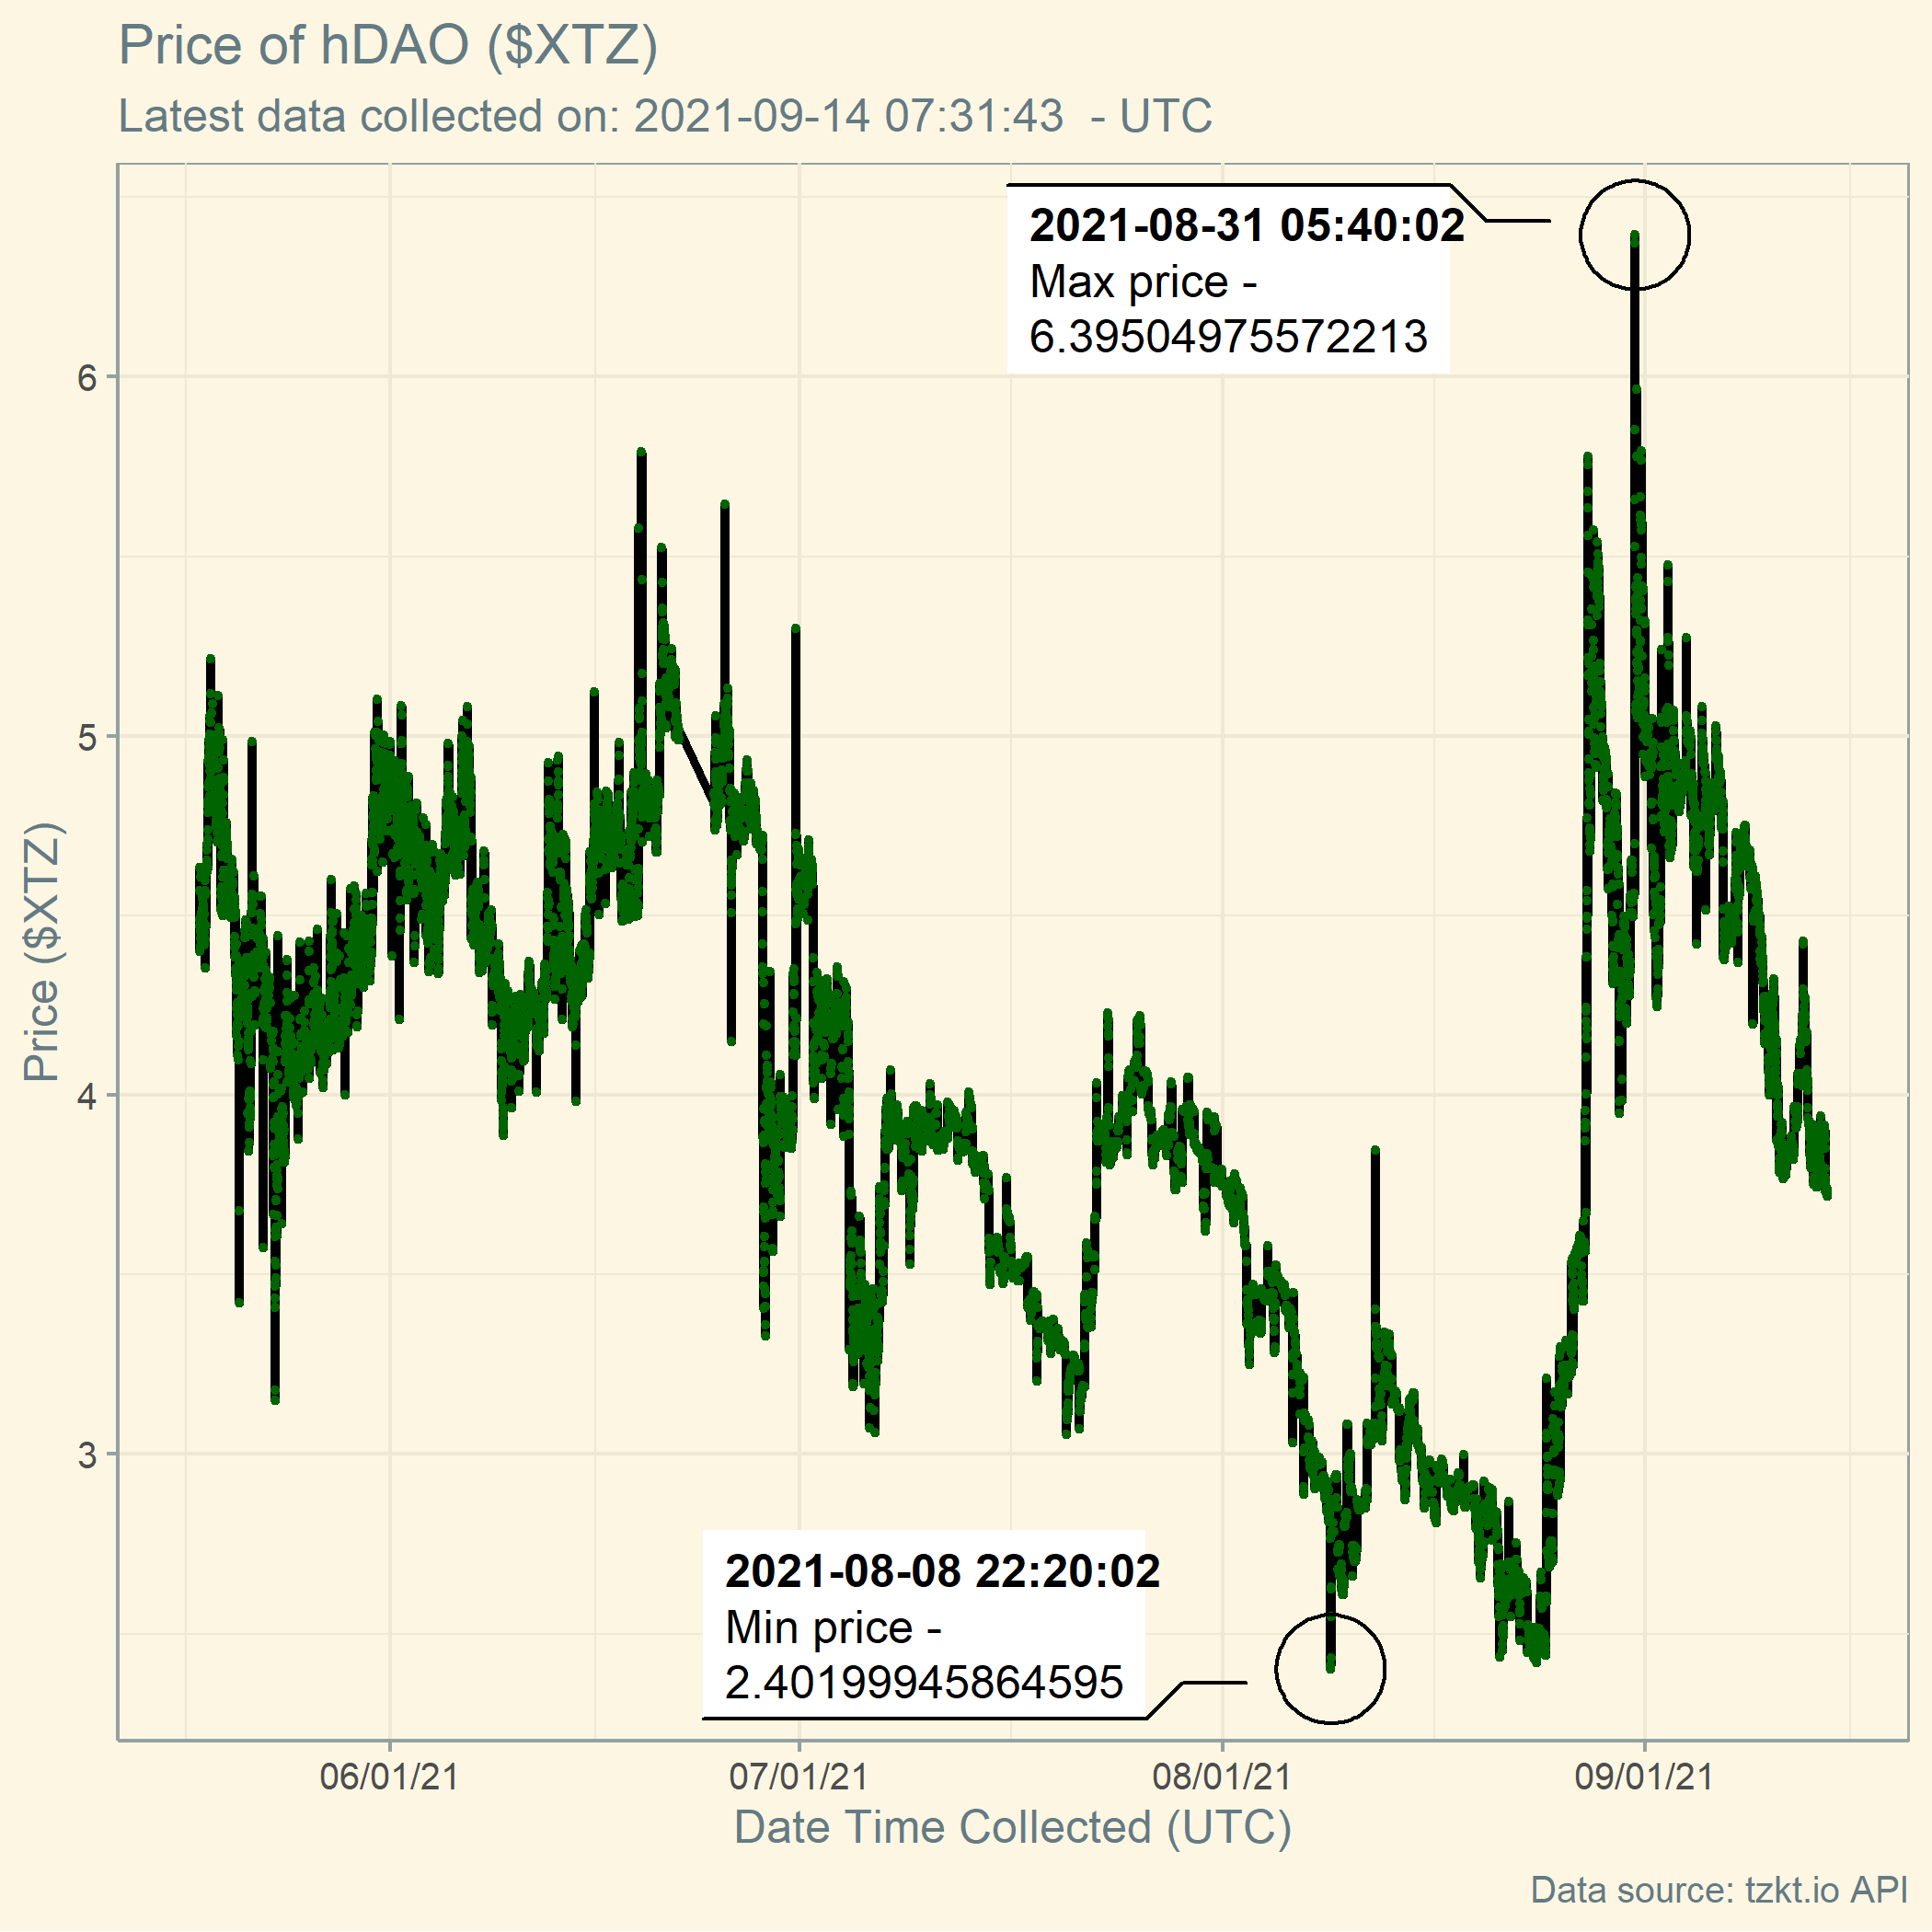 Price of hDAO ($XTZ)
Latest data collected on: 2021-09-14 07:31:43  - UTC
2021-08-31 05:40:02
Max price -
6.39504975572213
6
5
4
3
Price ($XTZ)
2021-08-08 22:20:02
Min price -
2.40199945864595
06/01/21
07/01/21
08/01/21
09/01/21
Date Time Collected (UTC)
Data source: tzkt.io API